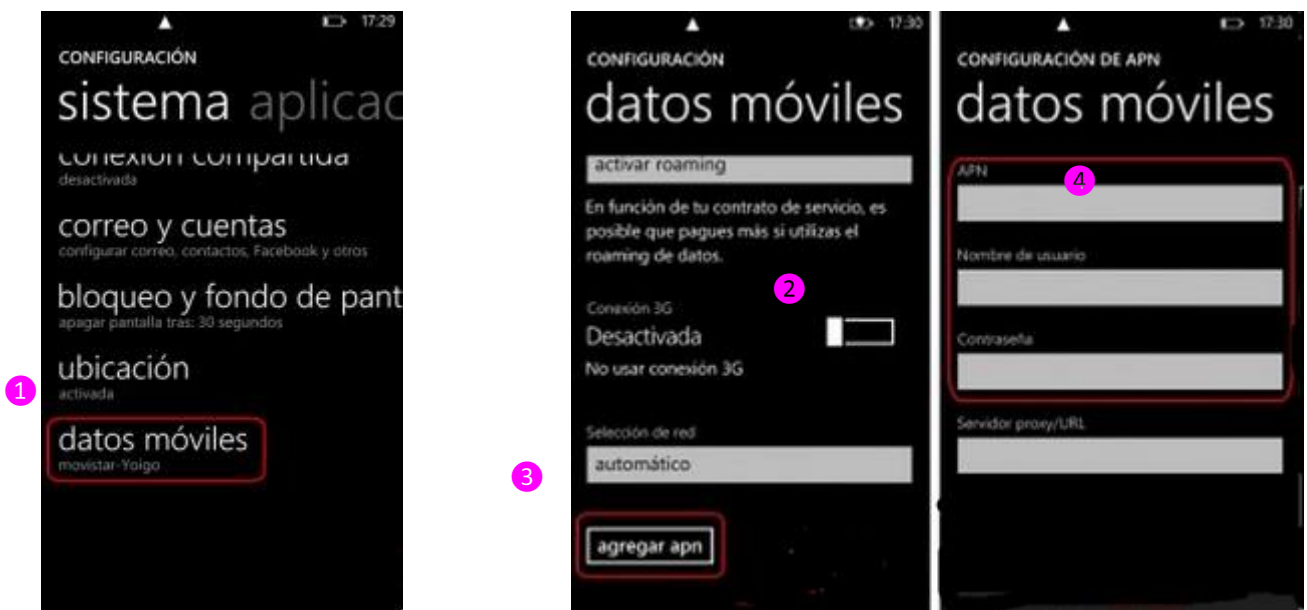 17:29
CONFIGURACIÓN
sistema aplicac
conexión compartida
desactivada
correo y cuentas
configurar correo, contactos, Facebook y otros
bloqueo y fondo de pant
apagar pantalla tras: 30 segundos
1
ubicación
activada
datos móviles
movistar-Yoigo
17:30
CONFIGURACIÓN
datos móviles
activar roaming
En función de tu contrato de servicio, es
posible que pagues más si utilizas el
roaming de datos.
2
Conexión 3G
Desactivada
No usar conexión 3G
Selección de red
automático
3
agregar apn
17:30
CONFIGURACIÓN DE APN
datos móviles
APN
4
Nombre de usuario
Contraseña
Servidor proxy/URL